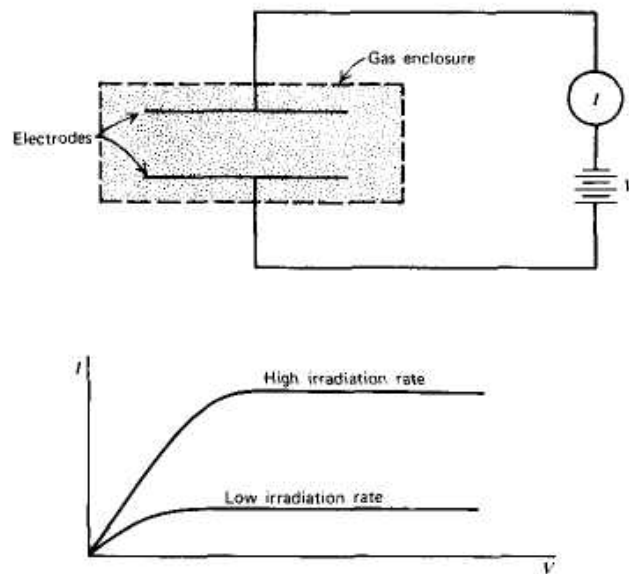 Gas enclosure
I
Electrodes
V
I
High irradiation rate
Low irradiation rate
V